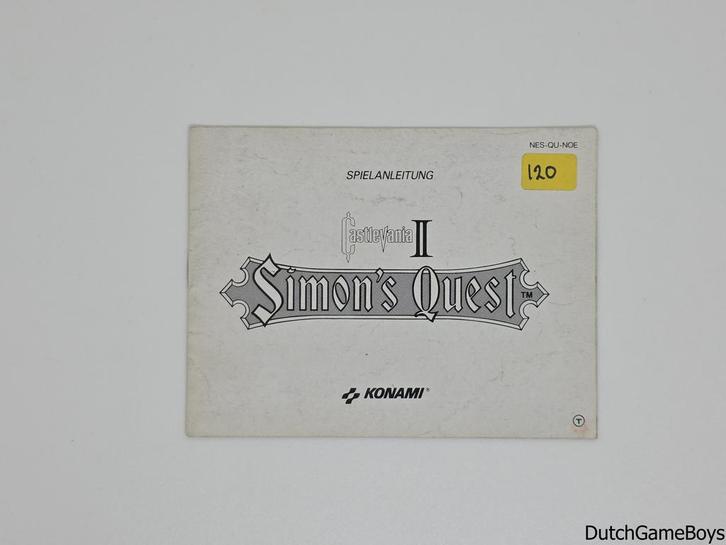 NES-QU-NOE
120
SPIELANLEITUNG
Castlevania II
Simon's Quest™
KONAMI®
T
DutchGameBoys